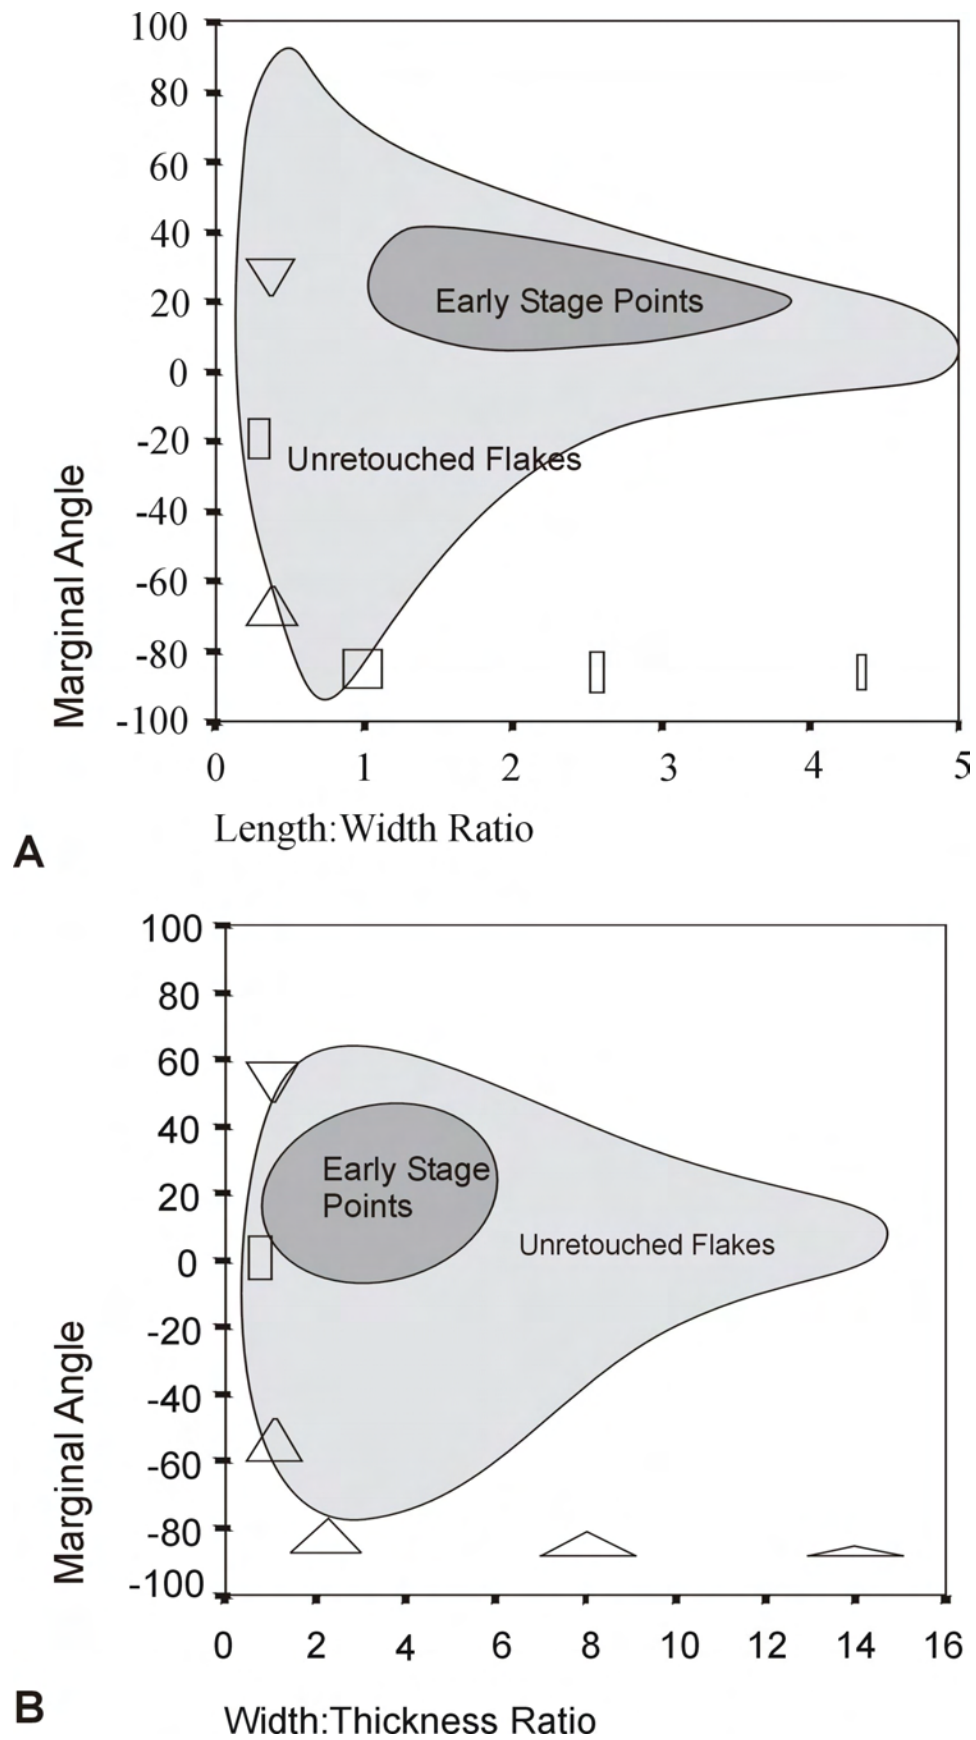 100
80
60
40
20
0
-20
-40
-60
-80
-100
Marginal Angle
Early Stage Points
Unretouched Flakes
0 1 2 3 4 5
Length:Width Ratio
A
100
80
60
40
20
0
-20
-40
-60
-80
-100
Marginal Angle
Early Stage
Points
Unretouched Flakes
0 2 4 6 8 10 12 14 16
Width:Thickness Ratio
B